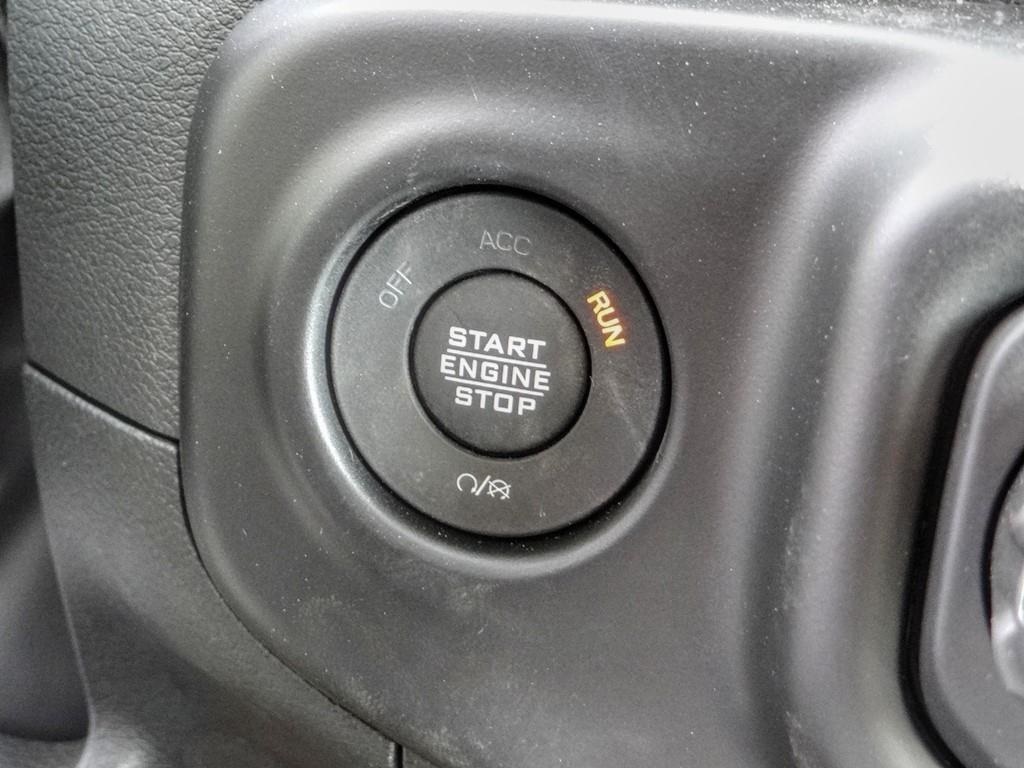 ACC
OFF
RUN
START
ENGINE
STOP